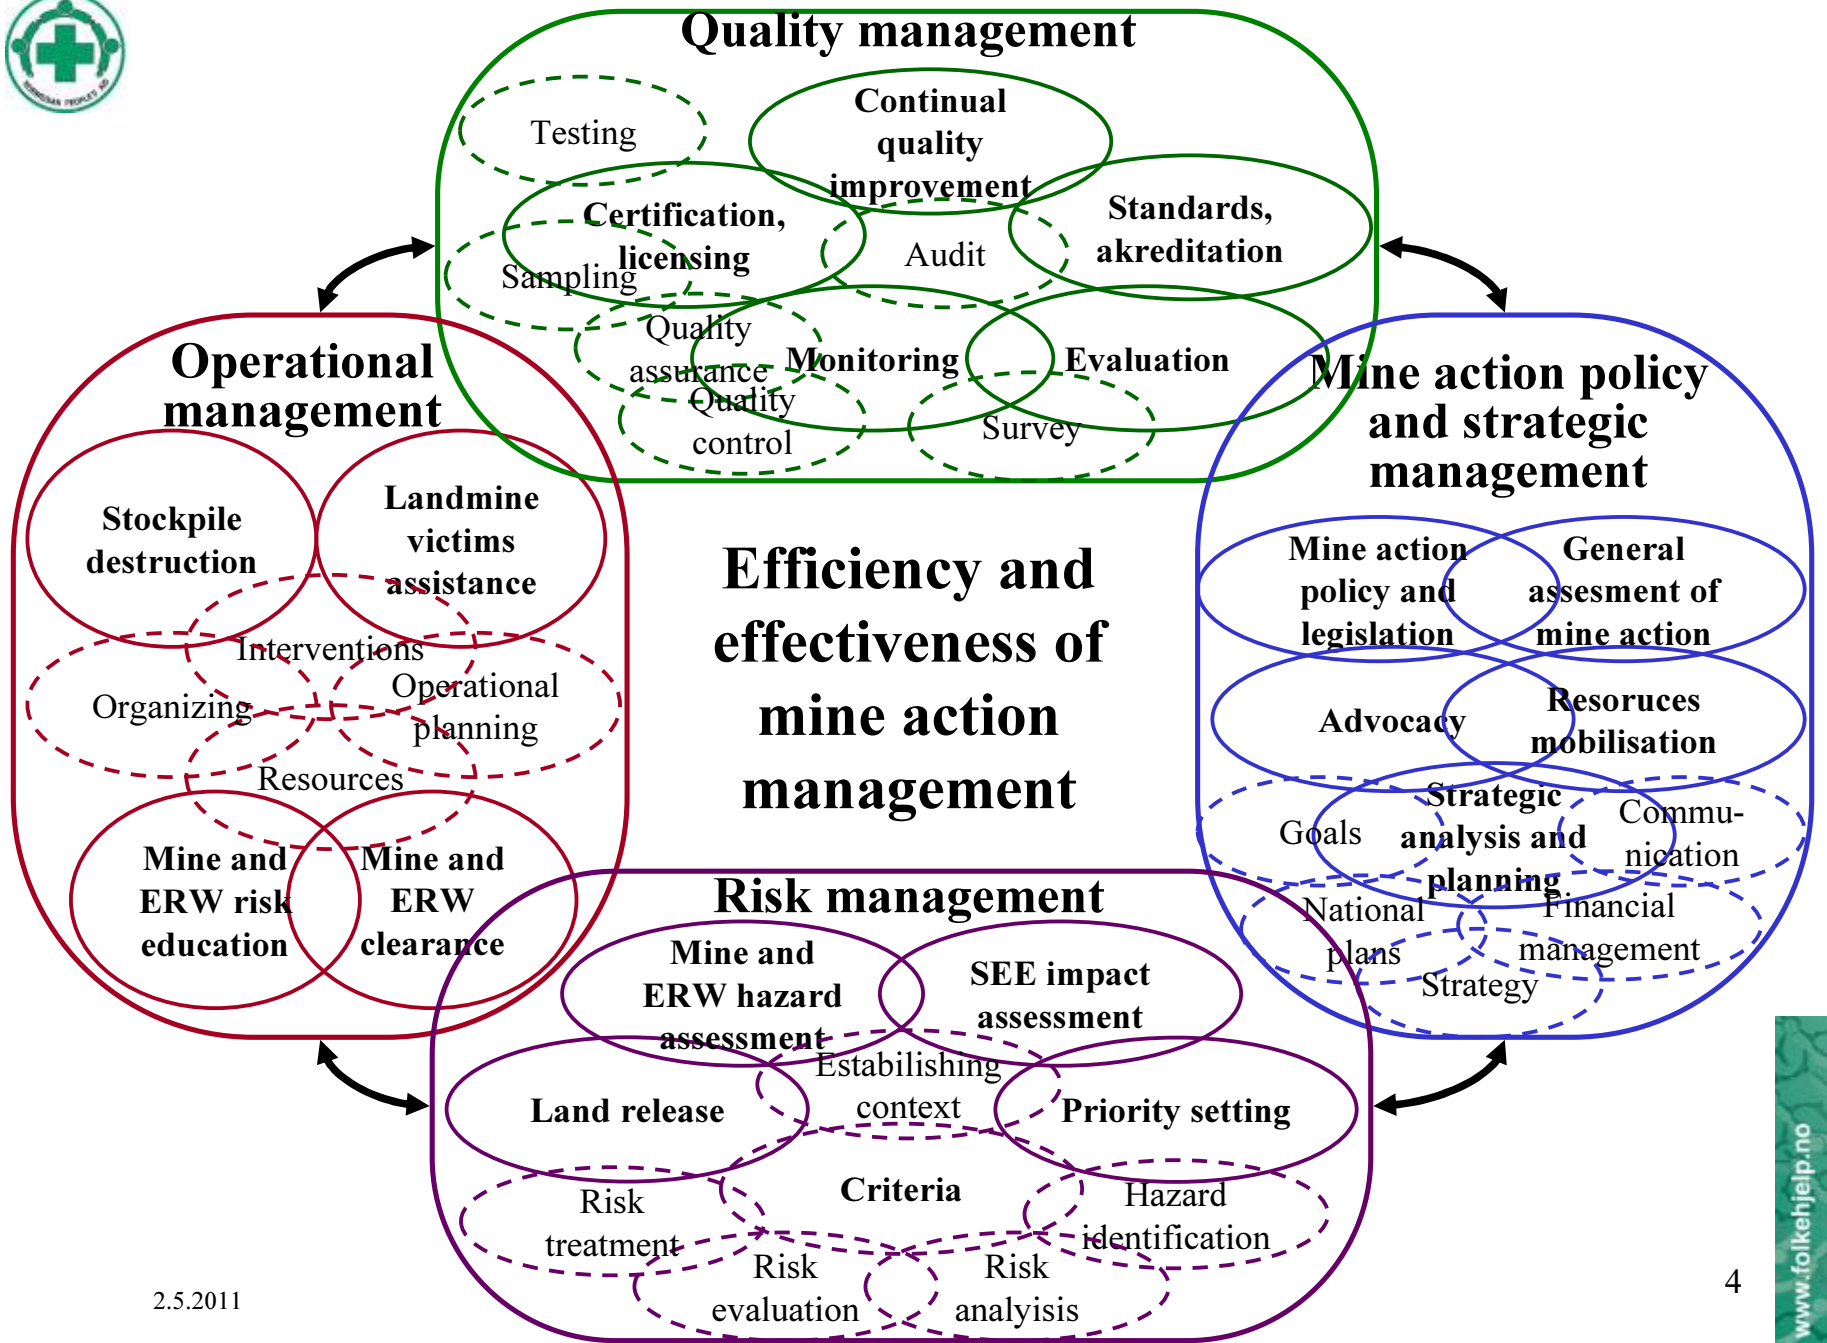 NORWEGIAN PEOPLE'S AID
Quality management
Testing
Continual
quality
improvement
Certification,
licensing
Standards,
akreditation
Sampling
Audit
Quality
assurance
Monitoring
Evaluation
Quality
control
Survey
Operational
management
Stockpile
destruction
Landmine
victims
assistance
Interventions
Organizing
Operational
planning
Resources
Mine and
ERW risk
education
Mine and
ERW
clearance
Efficiency and
effectiveness of
mine action
management
Mine action policy
and strategic
management
Mine action
policy and
legislation
General
assesment of
mine action
Advocacy
Resoruces
mobilisation
Strategic
analysis and
planning
Goals
Commu-
nication
National
plans
Financial
management
Strategy
Risk management
Mine and
ERW hazard
assessment
SEE impact
assessment
Estabilishing
context
Land release
Priority setting
Criteria
Risk
treatment
Hazard
identification
Risk
evaluation
Risk
analyisis
2.5.2011
4
www.folkehjelp.no